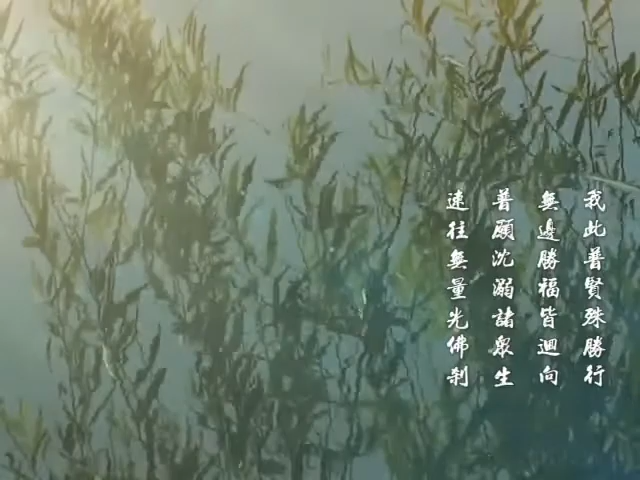 我此普賢殊勝行
無邊勝福皆迴向
普願沈溺諸眾生
速往無量光佛剎